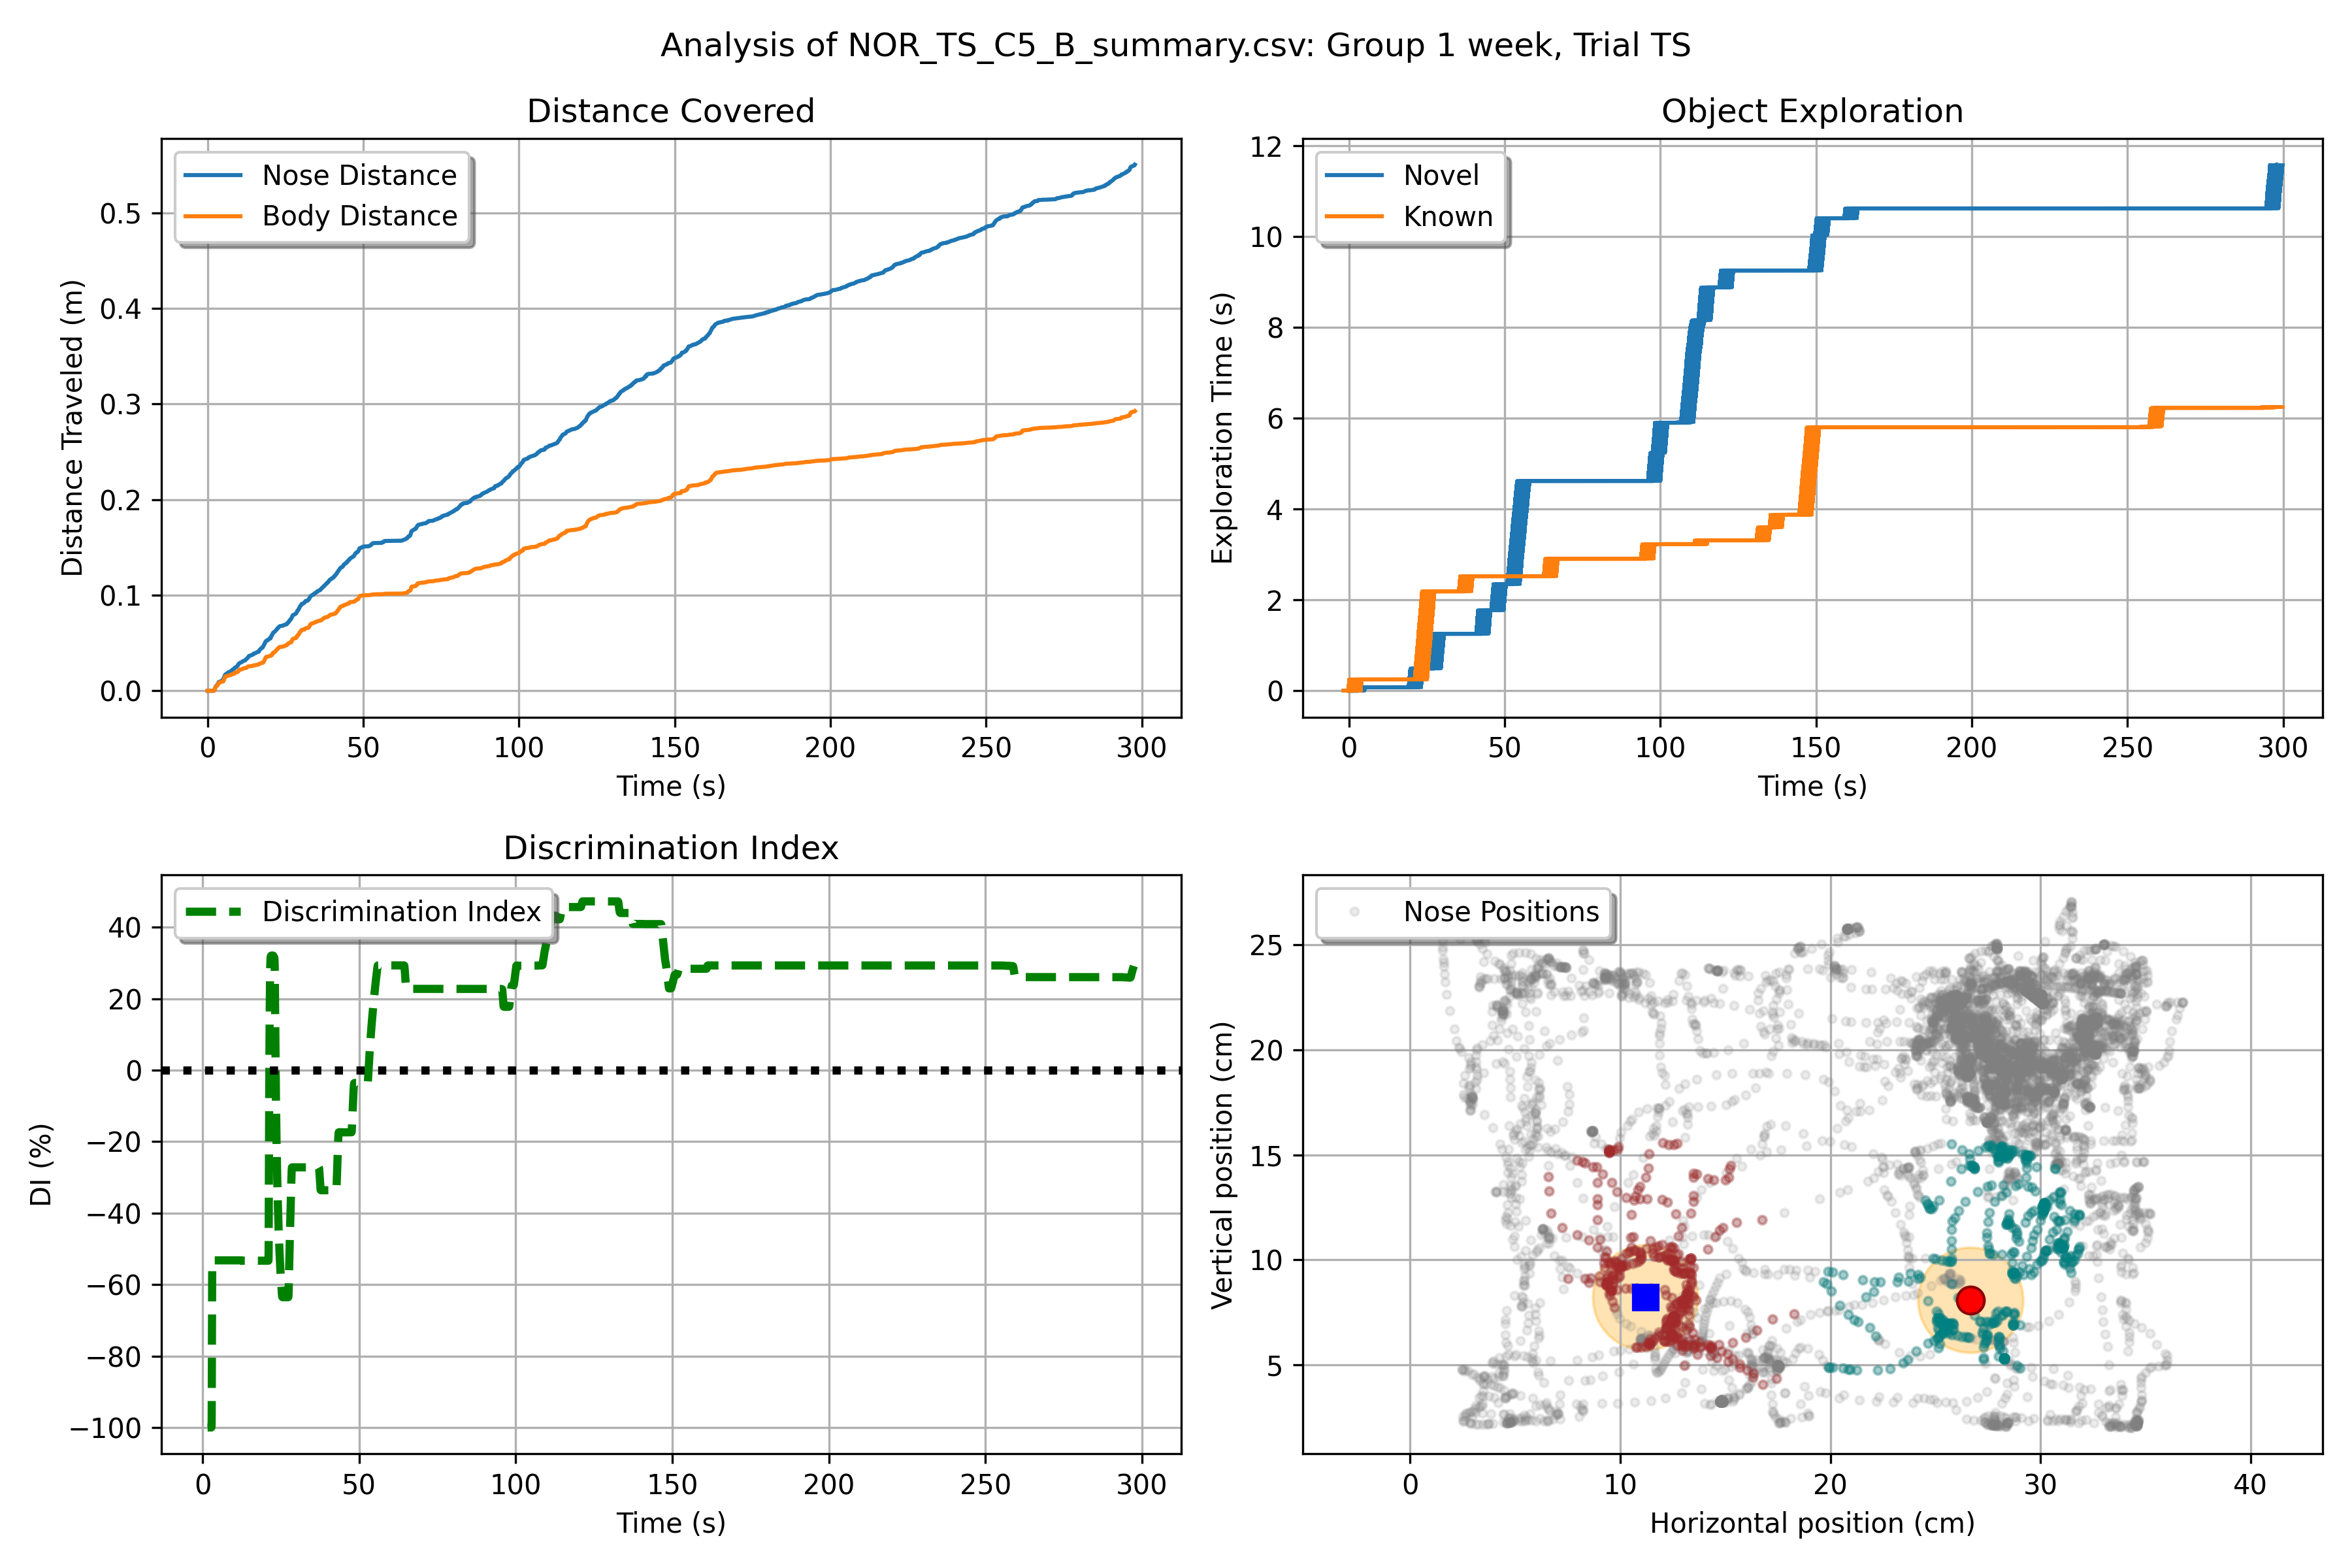 Analysis of NOR_TS_C5_B_summary.csv: Group 1 week, Trial TS
Distance Covered
Nose Distance
Body Distance
Distance Traveled (m)
0.5
0.4
0.3
0.2
0.1
0.0
0 50 100 150 200 250 300
Time (s)
Object Exploration
Novel
Known
Exploration Time (s)
12
10
8
6
4
2
0
0 50 100 150 200 250 300
Time (s)
Discrimination Index
Discrimination Index
DI (%)
40
20
0
−20
−40
−60
−80
−100
0 50 100 150 200 250 300
Time (s)
Nose Positions
Vertical position (cm)
25
20
15
10
5
0 10 20 30 40
Horizontal position (cm)